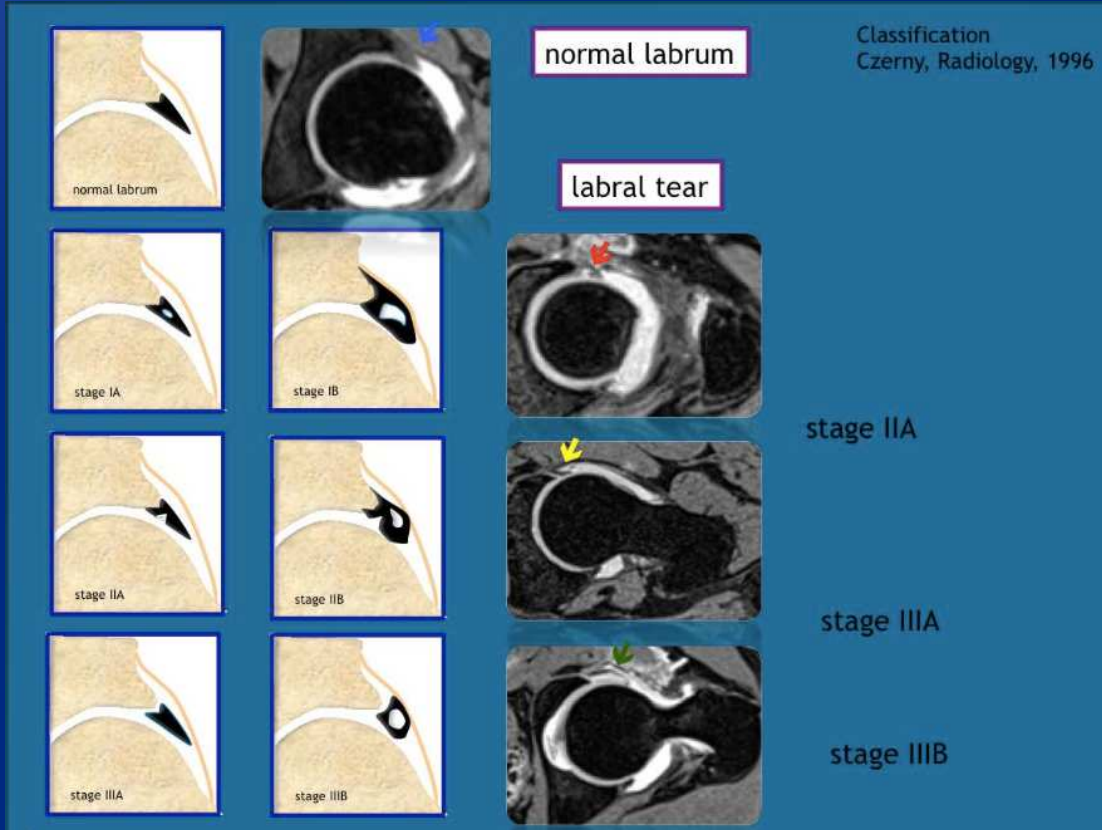 normal labrum
Classification
Czerny, Radiology, 1996
normal labrum
labral tear
stage IA
stage IB
stage IIA
stage IIA
stage IIB
stage IIIA
stage IIIA
stage IIIB
stage IIIB